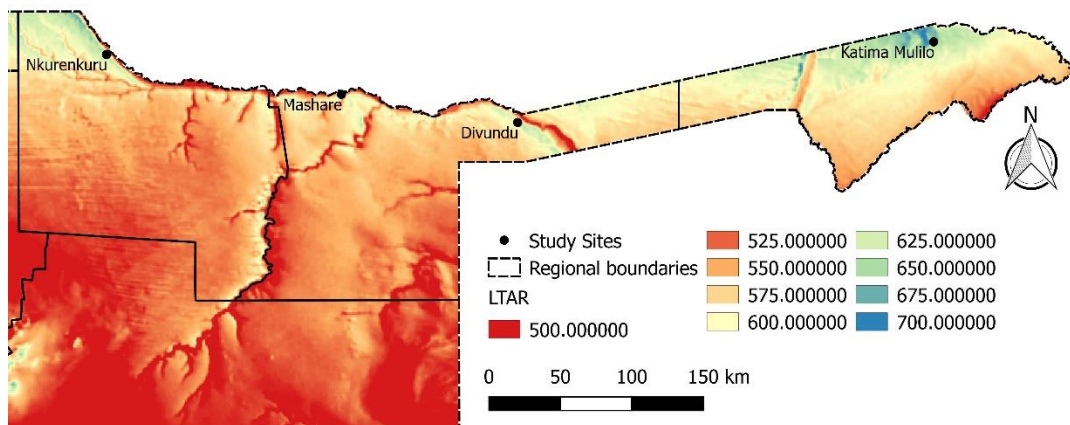 Nkurenkuru
Mashare
Divundu
Katima Mulilo
N
Study Sites
Regional boundaries
LTAR
500.000000
525.000000
550.000000
575.000000
600.000000
625.000000
650.000000
675.000000
700.000000
0 50 100 150 km